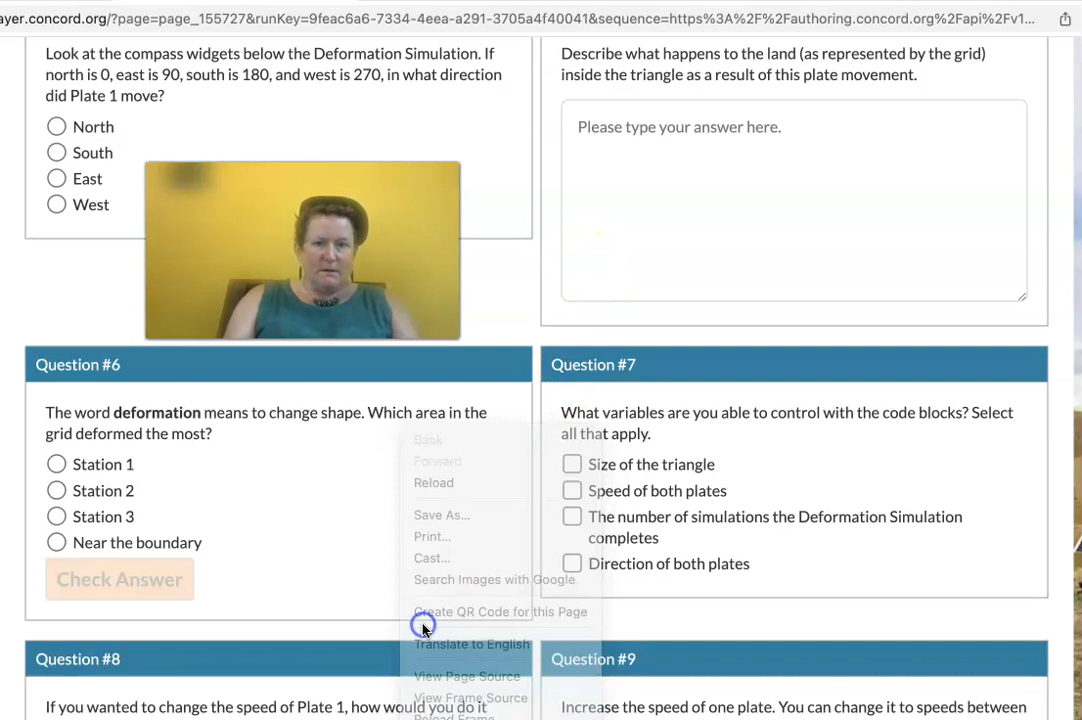 ayer.concord.org/?page=page_155727&runKey=9feac6a6-7334-4eea-a291-3705a4f40041&sequence=https%3A%2F%2Fauthoring.concord.org%2Fapi%2Fv1...
Look at the compass widgets below the Deformation Simulation. If
north is 0, east is 90, south is 180, and west is 270, in what direction
did Plate 1 move?
North
South
East
West
Describe what happens to the land (as represented by the grid)
inside the triangle as a result of this plate movement.
Please type your answer here.
Question #6
The word deformation means to change shape. Which area in the
grid deformed the most?
Station 1
Station 2
Station 3
Near the boundary
Check Answer
Question #7
What variables are you able to control with the code blocks? Select
all that apply.
Size of the triangle
Speed of both plates
The number of simulations the Deformation Simulation
completes
Direction of both plates
Back
Forward
Reload
Save As...
Print...
Cast...
Search Images with Google
Create QR Code for this Page
Translate to English
View Page Source
View Frame Source
Reload Frame
Question #8
If you wanted to change the speed of Plate 1, how would you do it
Question #9
Increase the speed of one plate. You can change it to speeds between